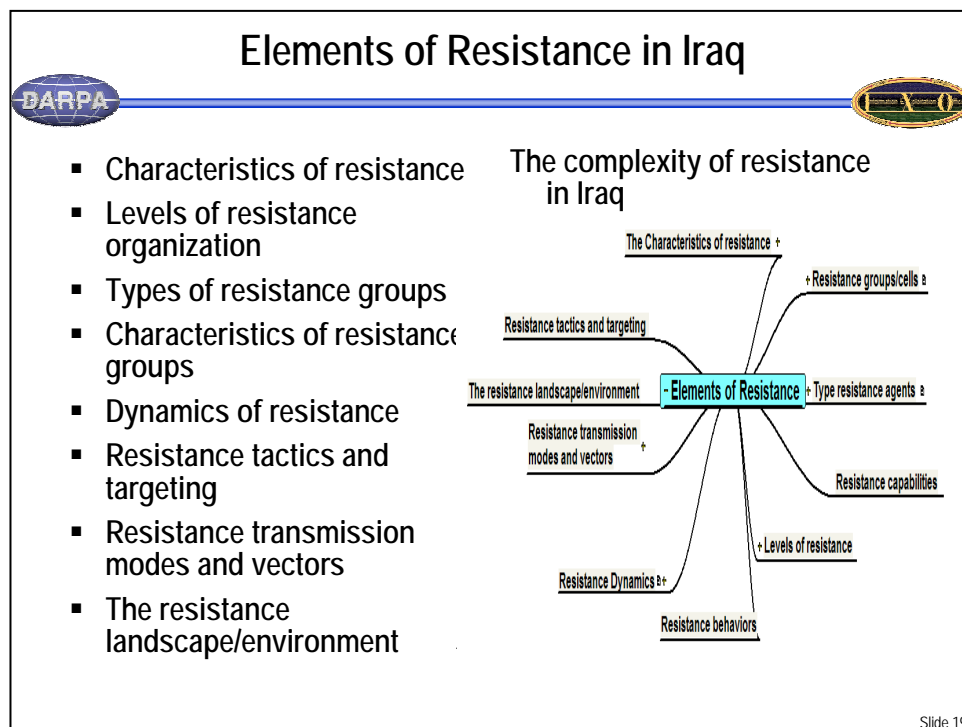 Elements of Resistance in Iraq
DARPA
I X O
▪ Characteristics of resistance
▪ Levels of resistance
organization
▪ Types of resistance groups
▪ Characteristics of resistance
groups
▪ Dynamics of resistance
▪ Resistance tactics and
targeting
▪ Resistance transmission
modes and vectors
▪ The resistance
landscape/environment
The complexity of resistance
in Iraq
The Characteristics of resistance +
+ Resistance groups/cells
Resistance tactics and targeting
The resistance landscape/environment
- Elements of Resistance
+ Type resistance agents
Resistance transmission
modes and vectors +
Resistance capabilities
+ Levels of resistance
Resistance Dynamics +
Resistance behaviors
Slide 19